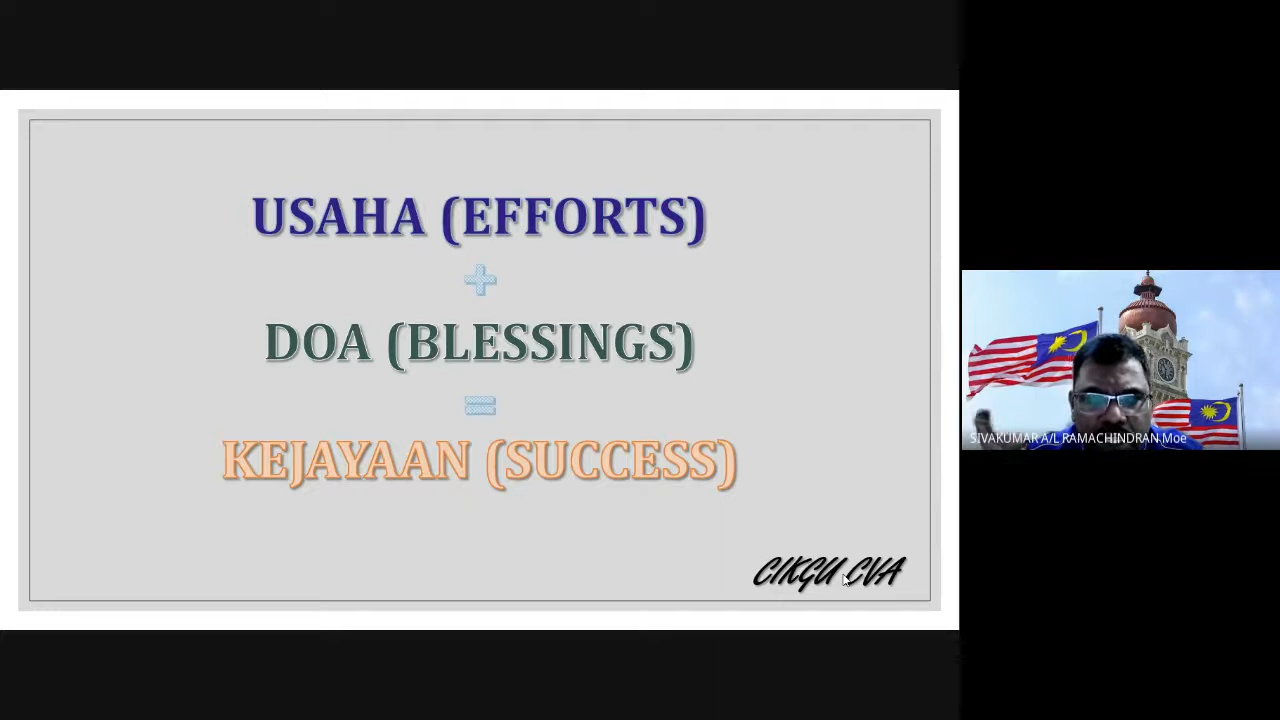 USAHA (EFFORTS)
+
DOA (BLESSINGS)
=
KEJAYAAN (SUCCESS)
CIKGU CVA
SIVAKUMAR A/L RAMACHINDRAN Moe